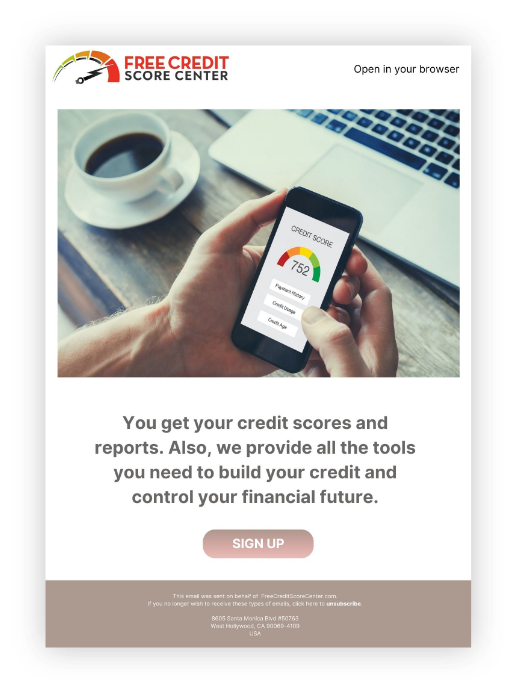 FREE CREDIT
SCORE CENTER
Open in your browser
CREDIT SCORE
752
Payment History
Credit Usage
Credit Age
You get your credit scores and
reports. Also, we provide all the tools
you need to build your credit and
control your financial future.
SIGN UP
This email was sent on behalf of FreeCreditScoreCenter.com.
If you no longer wish to receive these types of emails, click here to unsubscribe.
8605 Santa Monica Blvd #50763
West Hollywood, CA 90069-4109
USA